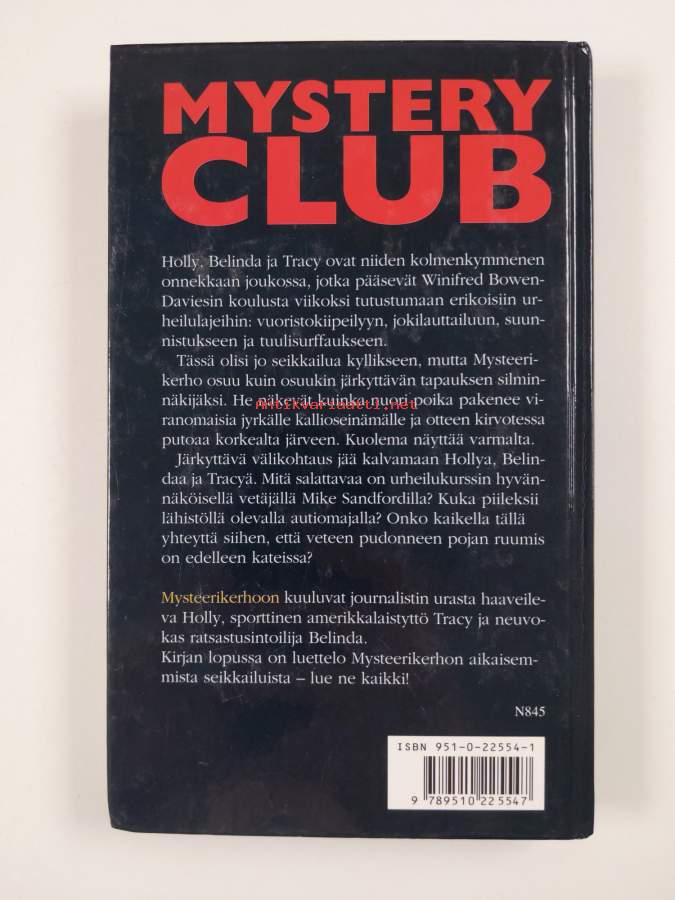 MYSTERY
CLUB
Holly, Belinda ja Tracy ovat niiden kolmenkymmenen
onnekkaan joukossa, jotka pääsevät Winifred Bowen-
Daviesin koulusta viikoksi tutustumaan erikoisiin ur-
heilulajeihin: vuoristokiipeilyyn, jokilauttailuun, suun-
nistukseen ja tuulisurffaukseen.
Tässä olisi jo seikkailua kyllikseen, mutta Mysteeri-
kerho osuu kuin osuukin järkyttävän tapauksen silmin-
näkijäksi. He näkevät kuinka nuori poika pakenee vi-
Antikvariaatti.net
ranomaisia jyrkälle kallioseinämälle ja otteen kirvotessa
putoaa korkealta järveen. Kuolema näyttää varmalta.
Järkyttävä välikohtaus jää kalvamaan Hollya, Belin-
daa ja Tracyä. Mitä salattavaa on urheilukurssin hyvän-
näköisellä vetäjällä Mike Sandfordilla? Kuka piileksii
lähistöllä olevalla autiomajalla? Onko kaikella tällä
yhteyttä siihen, että veteen pudonneen pojan ruumis
on edelleen kateissa?
Mysteerikerhoon kuuluvat journalistin urasta haaveile-
va Holly, sporttinen amerikkalaistyttö Tracy ja neuvo-
kas ratsastusintoilija Belinda.
Kirjan lopussa on luettelo Mysteerikerhon aikaisem-
mista seikkailuista – lue ne kaikki!
N845
ISBN 951-0-22554-1
9 789510 225547